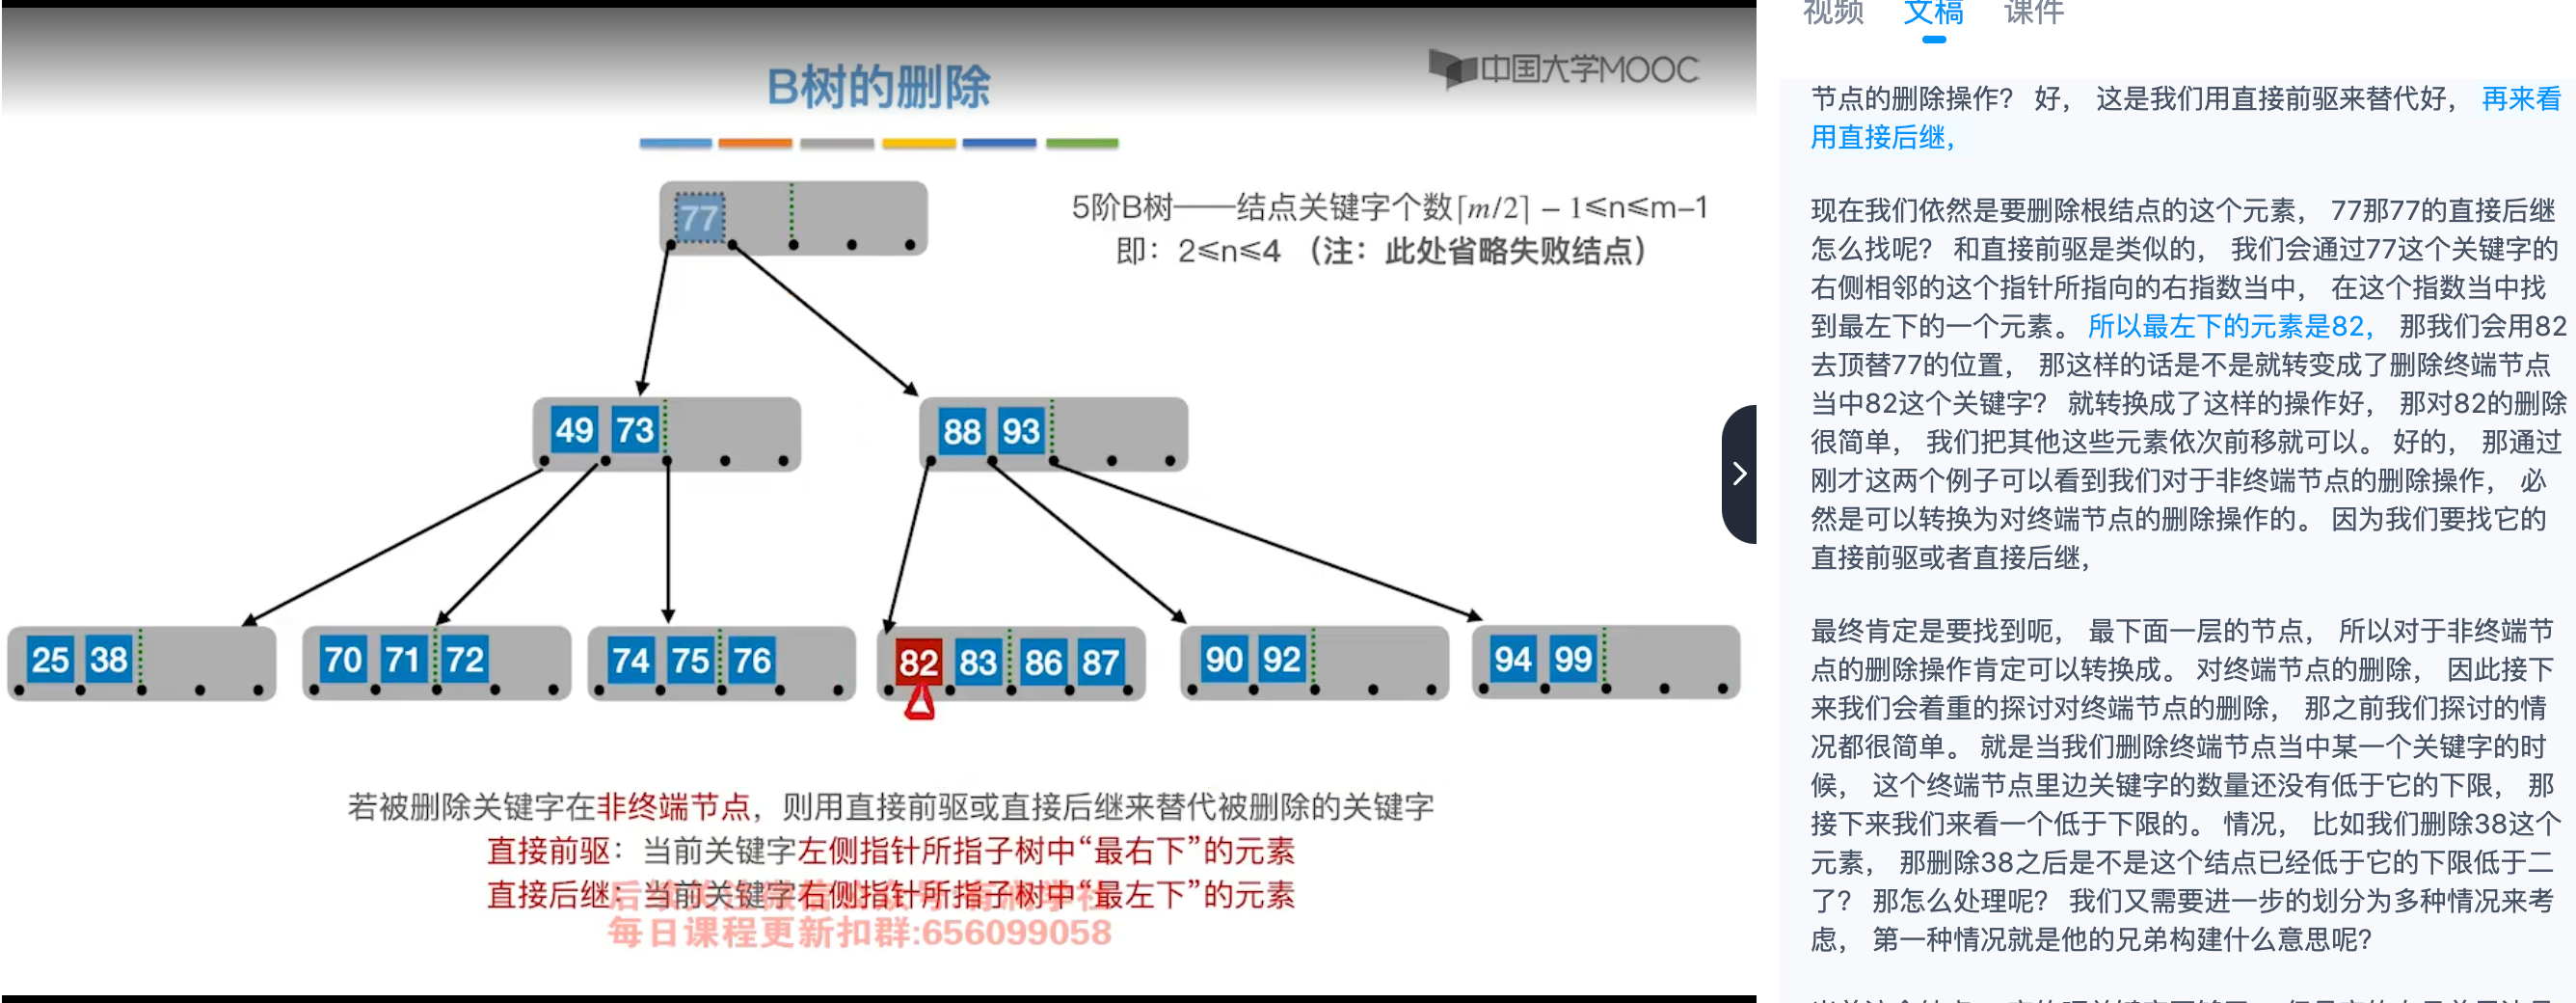 B树的删除
中国大学MOOC
77
5阶B树——结点关键字个数⌈m/2⌉ – 1≤n≤m–1
即：2≤n≤4 （注：此处省略失败结点）
49 73
88 93
25 38
70 71 72
74 75 76
82 83 86 87
90 92
94 99
若被删除关键字在非终端节点，则用直接前驱或直接后继来替代被删除的关键字
直接前驱：当前关键字左侧指针所指子树中“最右下”的元素
直接后继：当前关键字右侧指针所指子树中“最左下”的元素
每日课程更新扣群:656099058
视频 文稿 课件
节点的删除操作？ 好， 这是我们用直接前驱来替代好， 再来看
用直接后继，
现在我们依然是要删除根结点的这个元素， 77那77的直接后继
怎么找呢？ 和直接前驱是类似的， 我们会通过77这个关键字的
右侧相邻的这个指针所指向的右指数当中， 在这个指数当中找
到最左下的一个元素。 所以最左下的元素是82， 那我们会用82
去顶替77的位置， 那这样的话是不是就转变成了删除终端节点
当中82这个关键字？ 就转换成了这样的操作好， 那对82的删除
很简单， 我们把其他这些元素依次前移就可以。 好的， 那通过
刚才这两个例子可以看到我们对于非终端节点的删除操作， 必
然是可以转换为对终端节点的删除操作的。 因为我们要找它的
直接前驱或者直接后继，
最终肯定是要找到呃， 最下面一层的节点， 所以对于非终端节
点的删除操作肯定可以转换成。 对终端节点的删除， 因此接下
来我们会着重的探讨对终端节点的删除， 那之前我们探讨的情
况都很简单。 就是当我们删除终端节点当中某一个关键字的时
候， 这个终端节点里边关键字的数量还没有低于它的下限， 那
接下来我们来看一个低于下限的。 情况， 比如我们删除38这个
元素， 那删除38之后是不是这个结点已经低于它的下限低于二
了？ 那怎么处理呢？ 我们又需要进一步的划分为多种情况来考
虑， 第一种情况就是他的兄弟构建什么意思呢？